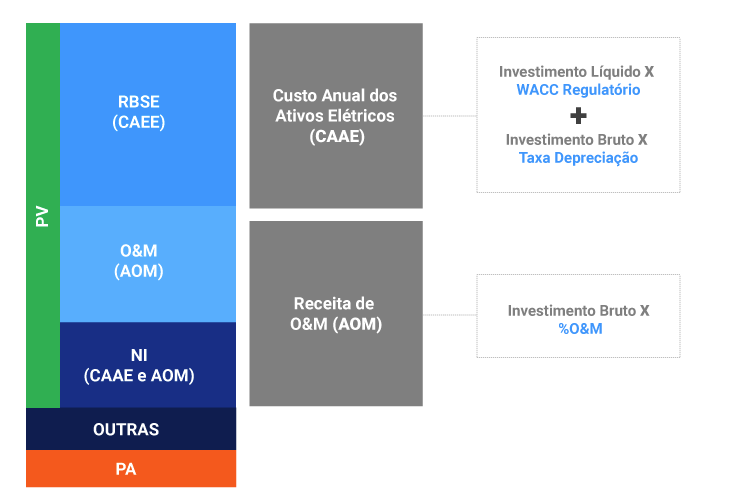 PV
RBSE
(CAEE)
O&M
(AOM)
NI
(CAAE e AOM)
OUTRAS
PA
Custo Anual dos
Ativos Elétricos
(CAAE)
Receita de
O&M (AOM)
Investimento Líquido X
WACC Regulatório
+
Investimento Bruto X
Taxa Depreciação
Investimento Bruto X
%O&M